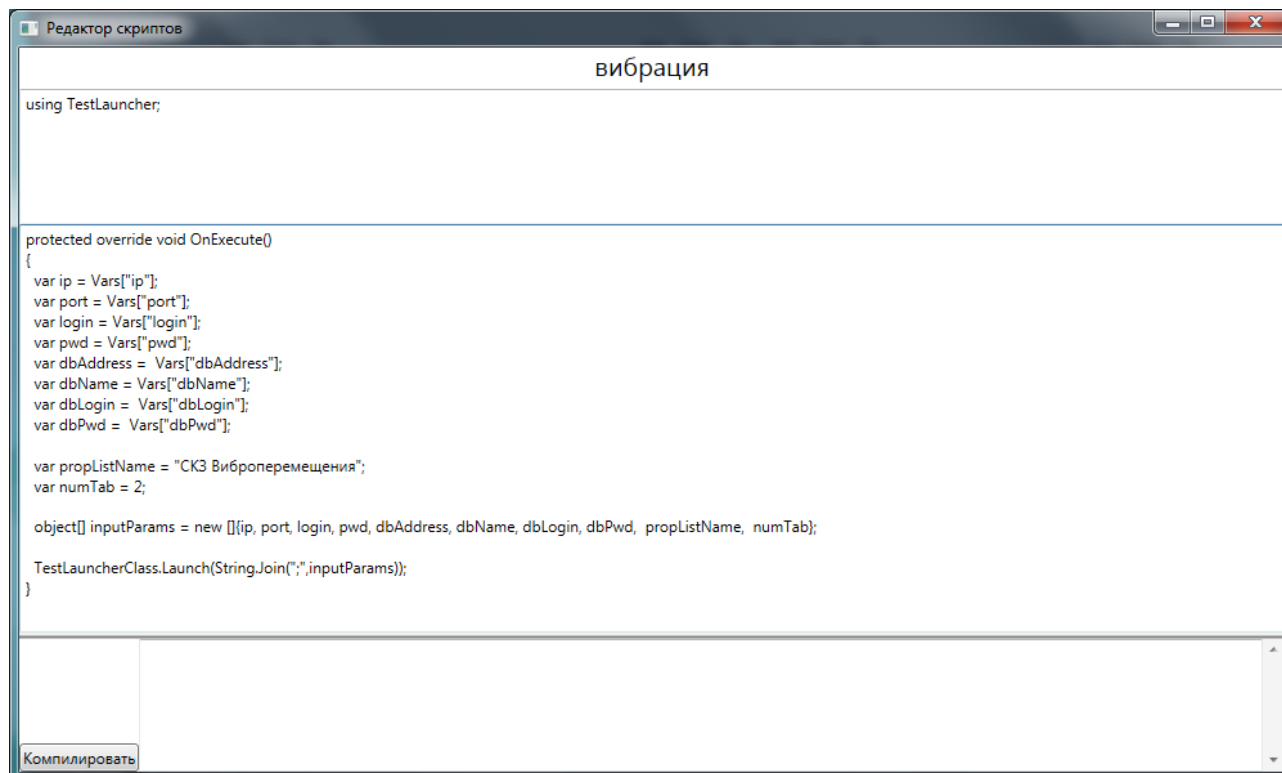 Редактор скриптов
вибрация
using TestLauncher;
protected override void OnExecute()
{
var ip = Vars["ip"];
var port = Vars["port"];
var login = Vars["login"];
var pwd = Vars["pwd"];
var dbAddress =  Vars["dbAddress"];
var dbName = Vars["dbName"];
var dbLogin =  Vars["dbLogin"];
var dbPwd =  Vars["dbPwd"];
var propListName = "СКЗ Виброперемещения";
var numTab = 2;
object[] inputParams = new []{ip, port, login, pwd, dbAddress, dbName, dbLogin, dbPwd,  propListName,  numTab};
TestLauncherClass.Launch(String.Join(";",inputParams));
}
Компилировать